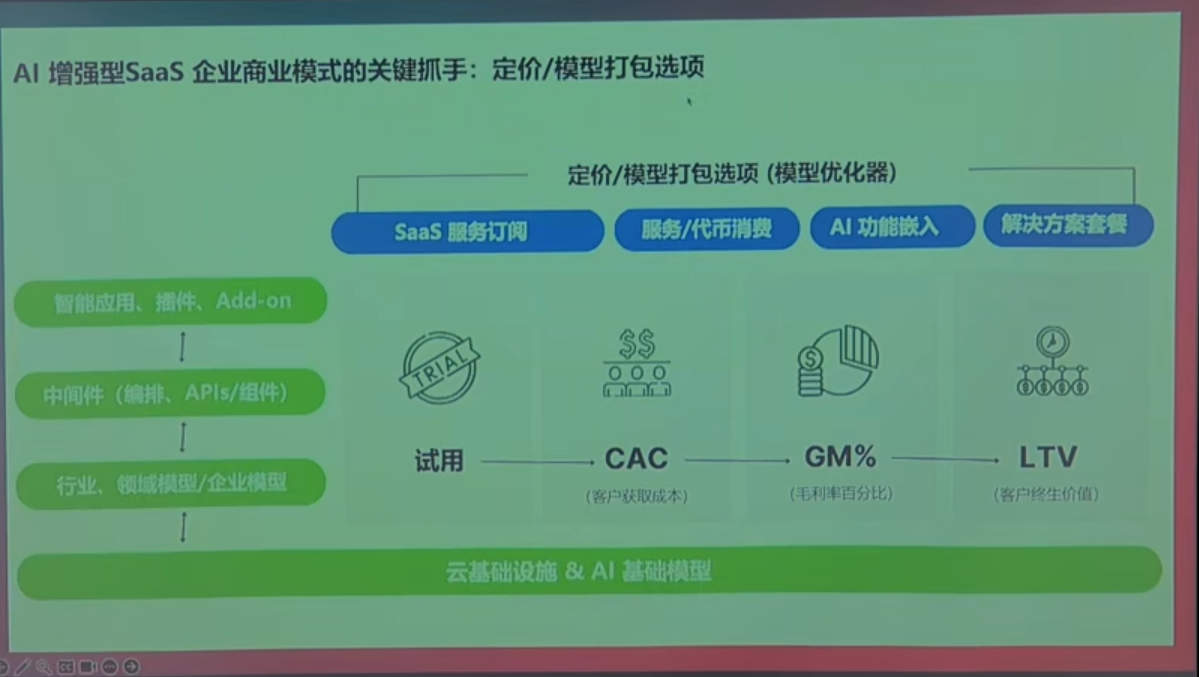 AI 增强型SaaS 企业商业模式的关键抓手：定价/模型打包选项
定价/模型打包选项 (模型优化器)
SaaS 服务订阅
服务/代币消费
AI 功能嵌入
解决方案套餐
智能应用、插件、Add-on
中间件（编排、APIs/组件）
行业、领域模型/企业模型
TRIAL
$$
$
试用
CAC
GM%
LTV
(客户获取成本)
(毛利率百分比)
(客户终生价值)
云基础设施 & AI 基础模型